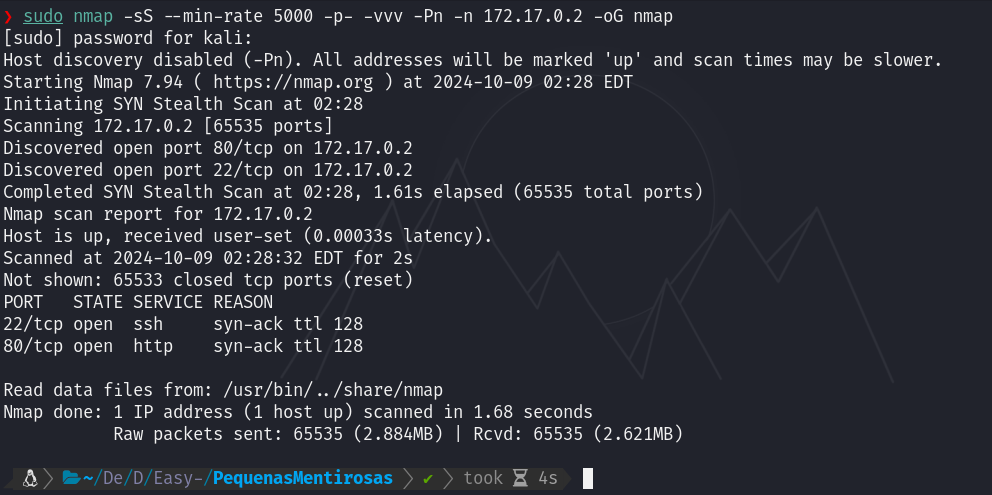 ❯ sudo nmap -sS --min-rate 5000 -p- -vvv -Pn -n 172.17.0.2 -oG nmap
[sudo] password for kali:
Host discovery disabled (-Pn). All addresses will be marked 'up' and scan times may be slower.
Starting Nmap 7.94 ( https://nmap.org ) at 2024-10-09 02:28 EDT
Initiating SYN Stealth Scan at 02:28
Scanning 172.17.0.2 [65535 ports]
Discovered open port 80/tcp on 172.17.0.2
Discovered open port 22/tcp on 172.17.0.2
Completed SYN Stealth Scan at 02:28, 1.61s elapsed (65535 total ports)
Nmap scan report for 172.17.0.2
Host is up, received user-set (0.00033s latency).
Scanned at 2024-10-09 02:28:32 EDT for 2s
Not shown: 65533 closed tcp ports (reset)
PORT   STATE SERVICE REASON
22/tcp open  ssh     syn-ack ttl 128
80/tcp open  http    syn-ack ttl 128
Read data files from: /usr/bin/../share/nmap
Nmap done: 1 IP address (1 host up) scanned in 1.68 seconds
           Raw packets sent: 65535 (2.884MB) | Rcvd: 65535 (2.621MB)
~/De/D/Easy-/PequenasMentirosas ✔ took 4s